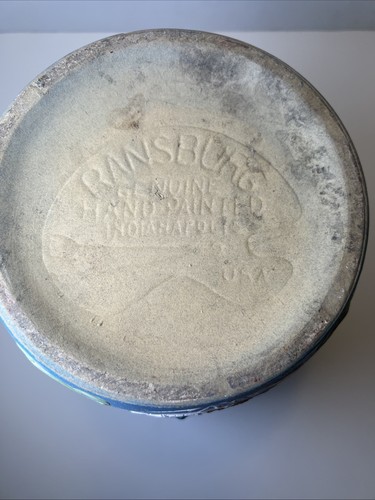 RANSBURG
GENUINE
HAND PAINTED
INDIANAPOLIS
USA